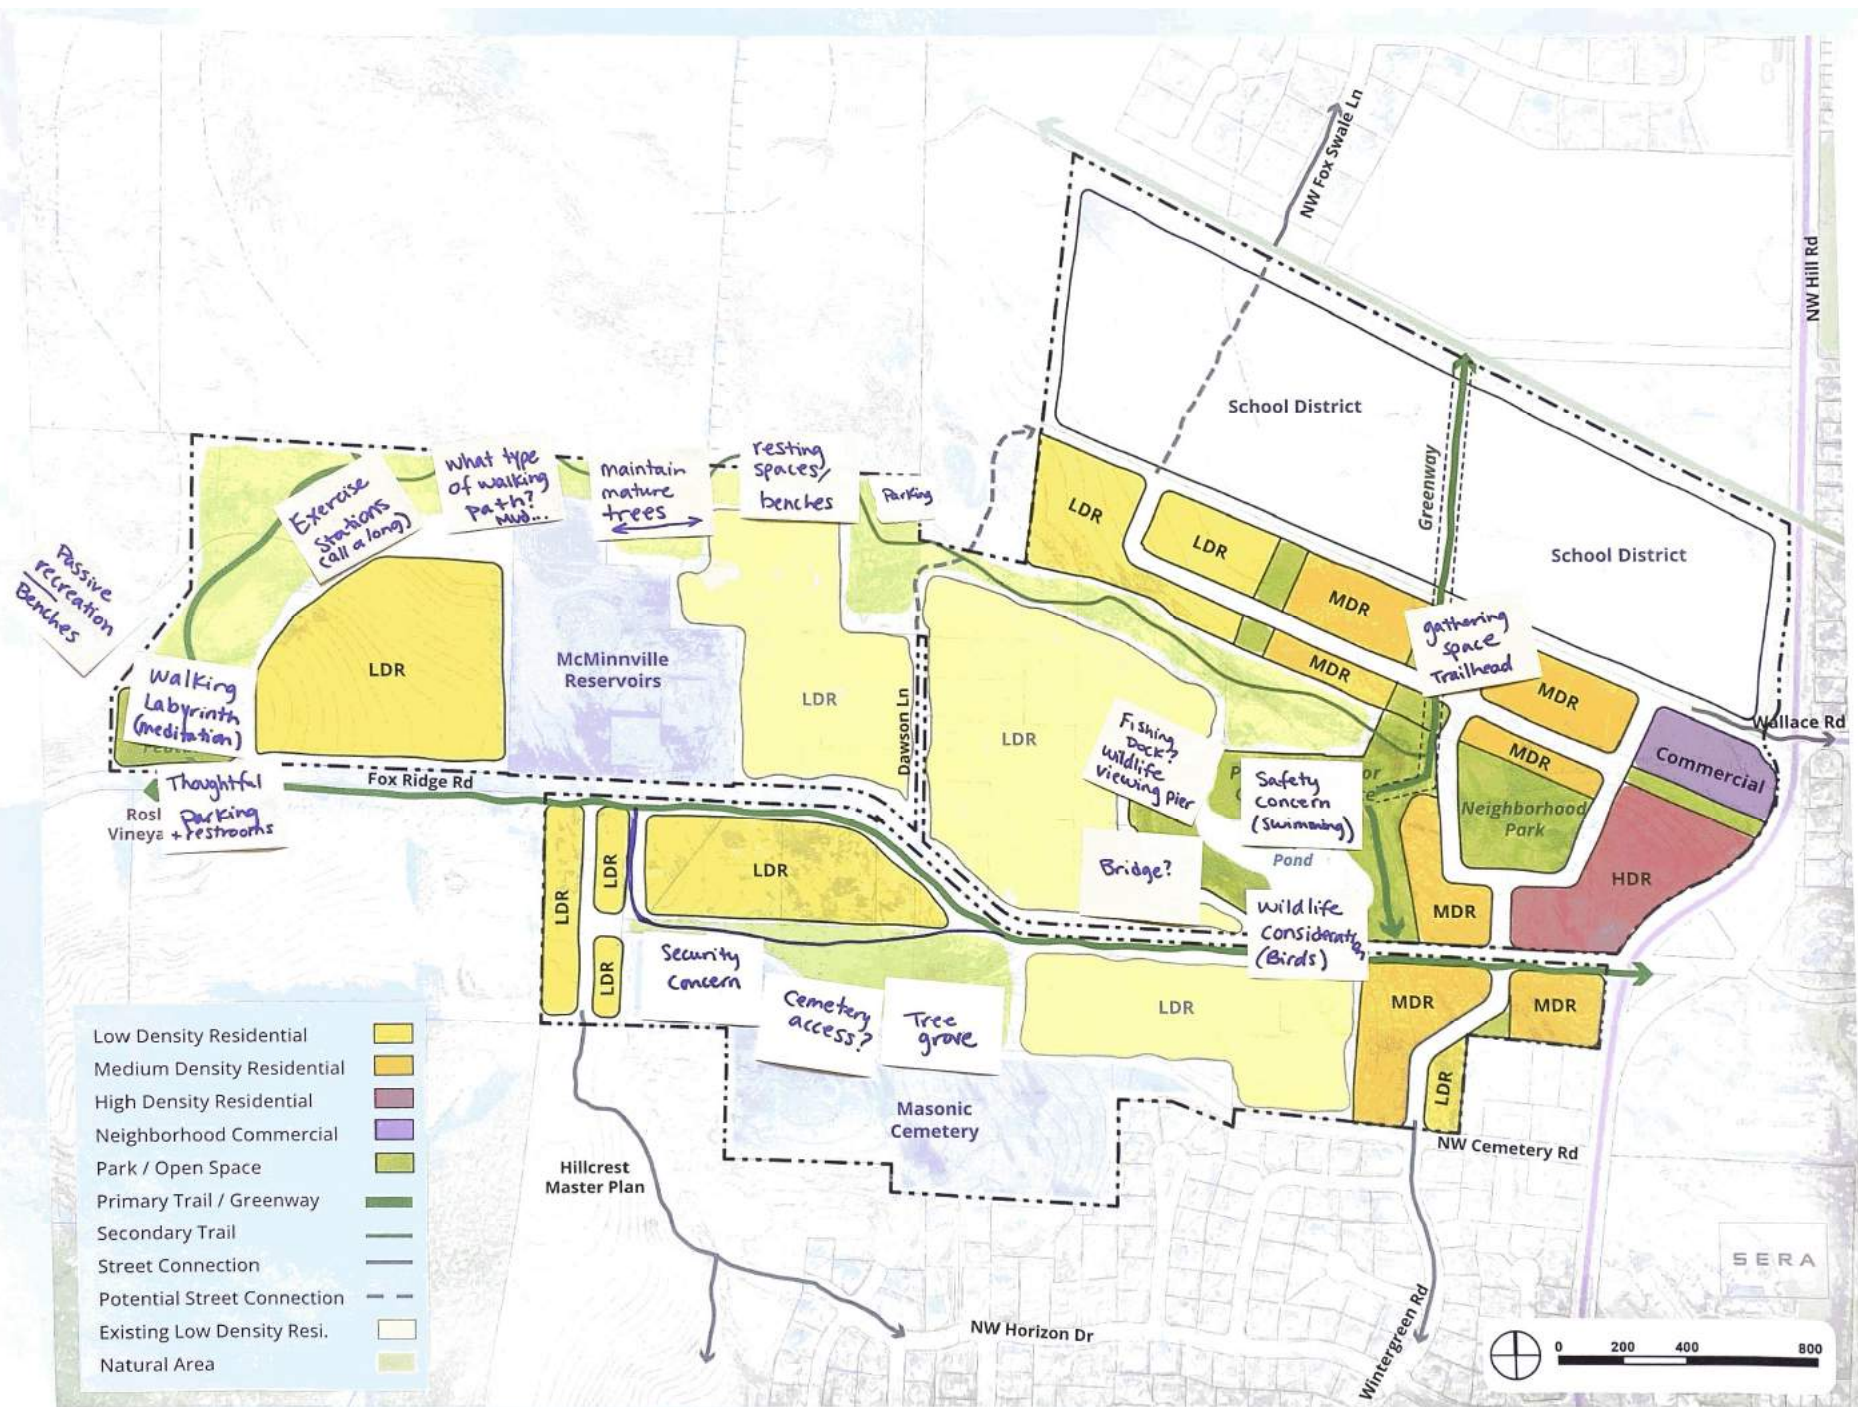 NW Fox Swale Ln
NW Hill Rd
School District
Greenway
School District
Exercise
Stations
(all along)
what type
of walking
path?
Mud...
maintain
mature
trees
resting
spaces/
benches
Parking
Passive
recreation
Benches
Walking
Labyrinth
(meditation)
Thoughtful
Parking
+ restrooms
Rosl
Vineya
Fox Ridge Rd
LDR
McMinnville
Reservoirs
LDR
Dawson Ln
LDR
LDR
LDR
MDR
MDR
gathering
space
Trailhead
MDR
MDR
Wallace Rd
Commercial
Neighborhood
Park
HDR
MDR
Fishing
Dock?
Wildlife
viewing pier
Safety
concern
(swimming)
Pond
Bridge?
Wildlife
consideration
(Birds)
LDR
LDR
LDR
LDR
Security
concern
Cemetery
access?
Tree
grove
LDR
MDR
MDR
LDR
Masonic
Cemetery
NW Cemetery Rd
Hillcrest
Master Plan
NW Horizon Dr
Wintergreen Rd
Low Density Residential
Medium Density Residential
High Density Residential
Neighborhood Commercial
Park / Open Space
Primary Trail / Greenway
Secondary Trail
Street Connection
Potential Street Connection
Existing Low Density Resi.
Natural Area
SERA
0 200 400 800